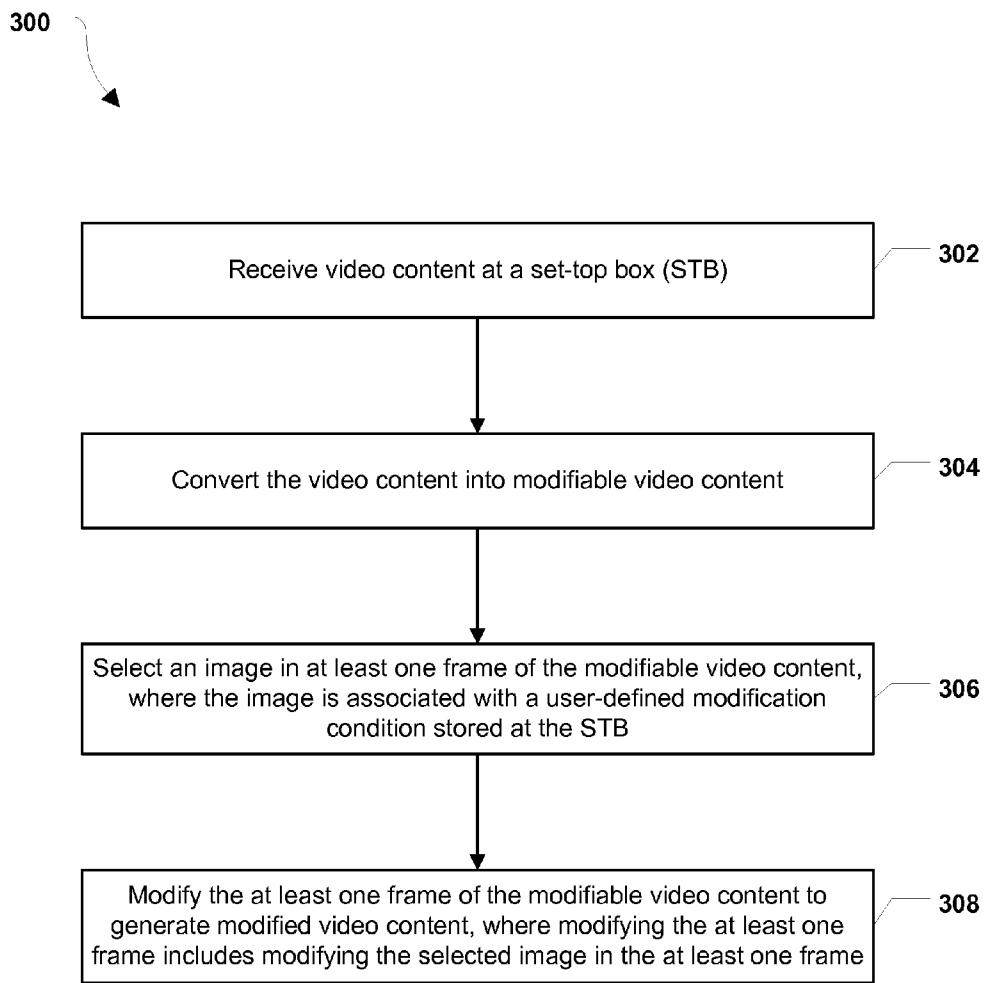 300
Receive video content at a set-top box (STB)
302
Convert the video content into modifiable video content
304
Select an image in at least one frame of the modifiable video content,
where the image is associated with a user-defined modification
condition stored at the STB
306
Modify the at least one frame of the modifiable video content to
generate modified video content, where modifying the at least one
frame includes modifying the selected image in the at least one frame
308